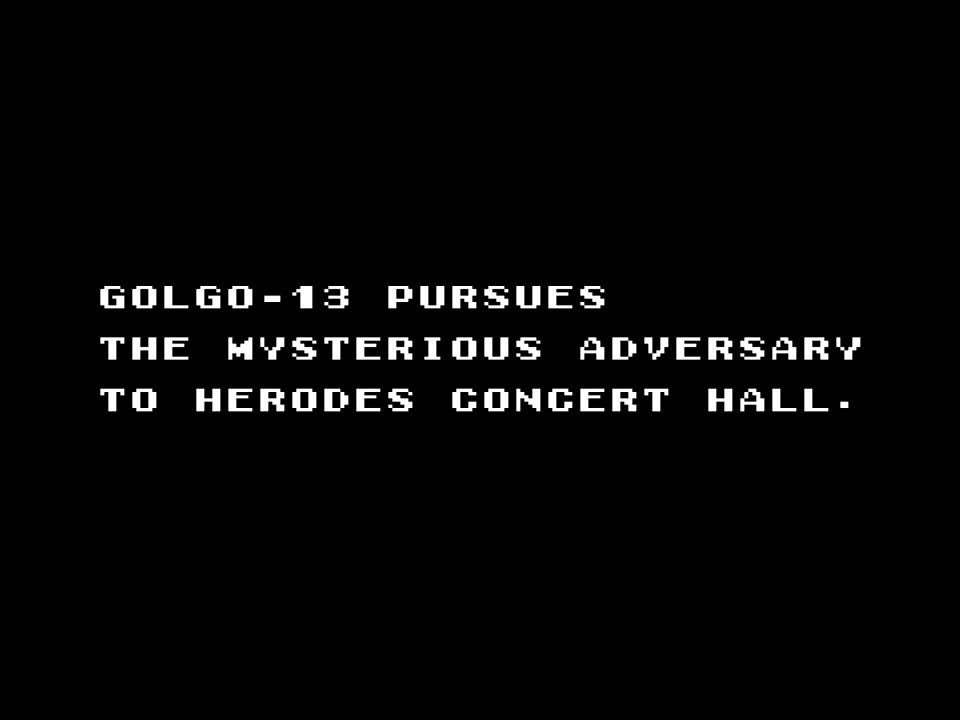 GOLGO-13 PURSUES
THE MYSTERIOUS ADVERSARY
TO HERODES CONCERT HALL.